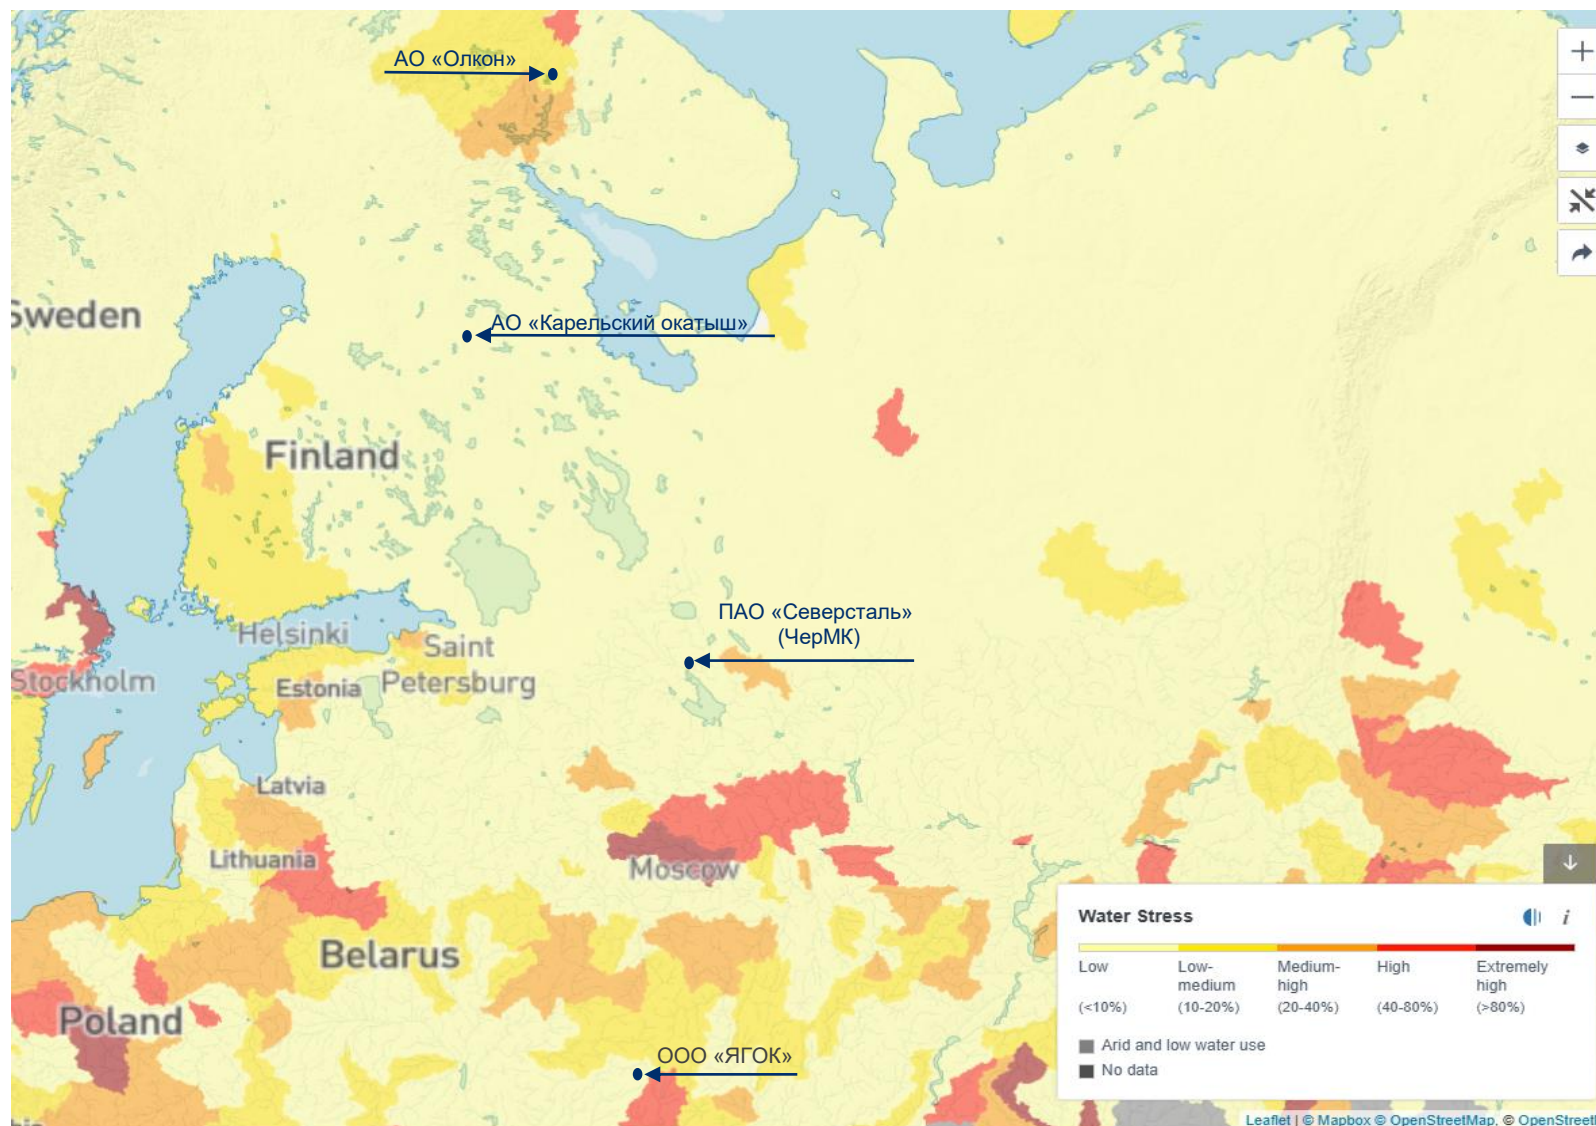 АО «Олкон»
Sweden
АО «Карельский окатыш»
Finland
ПАО «Северсталь»
(ЧерМК)
Helsinki
Saint
Petersburg
Stockholm
Estonia
Latvia
Lithuania
Moscow
Belarus
Poland
ООО «ЯГОК»
Water Stress
i
Low
(<10%)
Low-
medium
(10-20%)
Medium-
high
(20-40%)
High
(40-80%)
Extremely
high
(>80%)
Arid and low water use
No data
Leaflet | © Mapbox © OpenStreetMap, © OpenStreetM